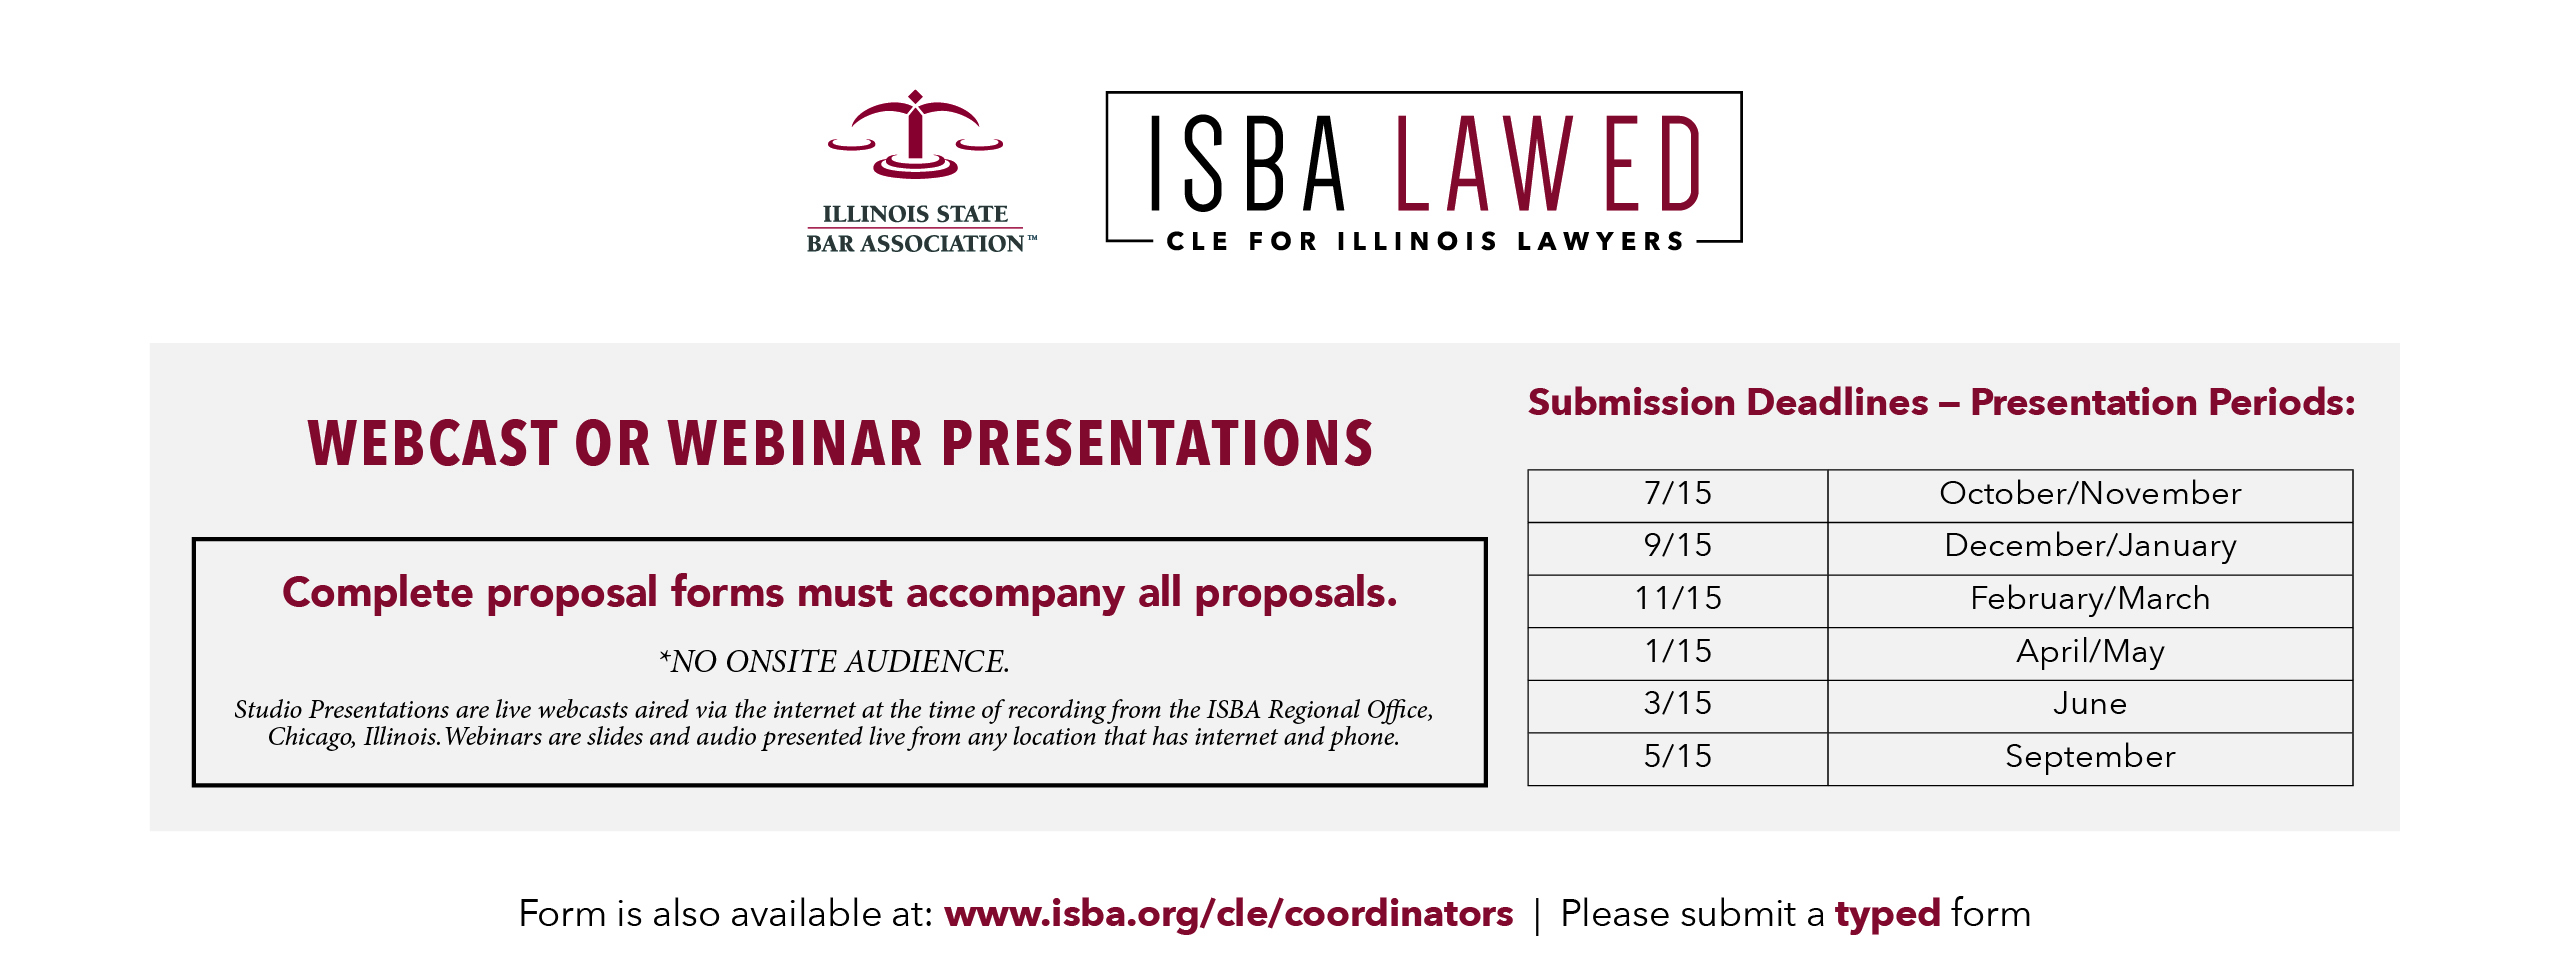 ILLINOIS STATE
BAR ASSOCIATION™
ISBA LAWED
CLE FOR ILLINOIS LAWYERS
WEBCAST OR WEBINAR PRESENTATIONS
Complete proposal forms must accompany all proposals.
*NO ONSITE AUDIENCE.
Studio Presentations are live webcasts aired via the internet at the time of recording from the ISBA Regional Office,
Chicago, Illinois. Webinars are slides and audio presented live from any location that has internet and phone.
Submission Deadlines – Presentation Periods:
7/15 October/November
9/15 December/January
11/15 February/March
1/15 April/May
3/15 June
5/15 September
Form is also available at: www.isba.org/cle/coordinators | Please submit a typed form